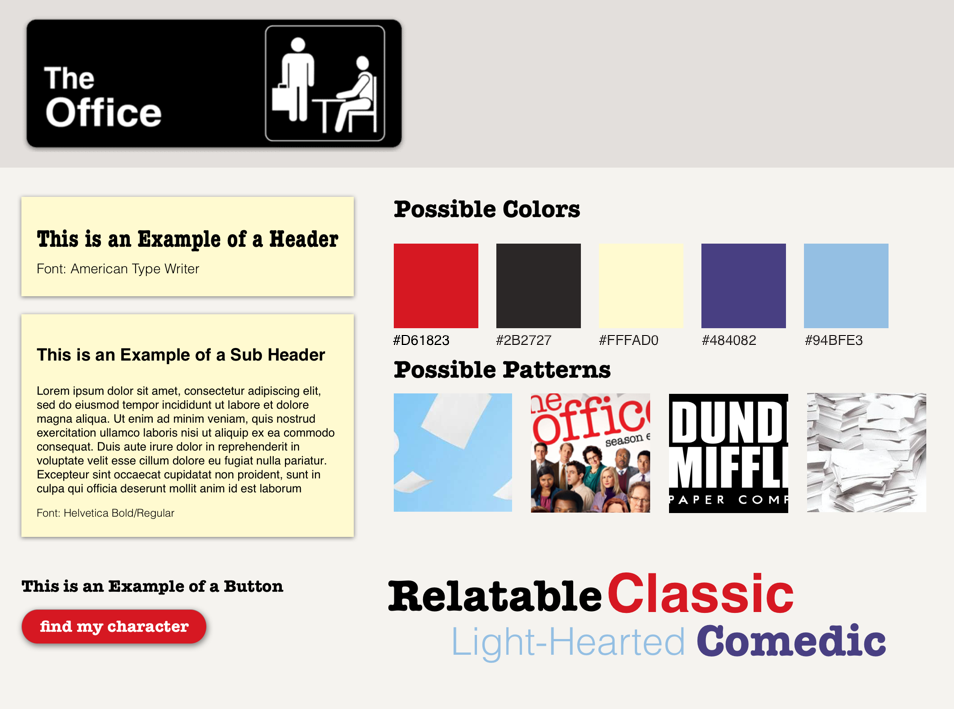 The
Office
This is an Example of a Header
Font: American Type Writer
This is an Example of a Sub Header
Lorem ipsum dolor sit amet, consectetur adipiscing elit,
sed do eiusmod tempor incididunt ut labore et dolore
magna aliqua. Ut enim ad minim veniam, quis nostrud
exercitation ullamco laboris nisi ut aliquip ex ea commodo
consequat. Duis aute irure dolor in reprehenderit in
voluptate velit esse cillum dolore eu fugiat nulla pariatur.
Excepteur sint occaecat cupidatat non proident, sunt in
culpa qui officia deserunt mollit anim id est laborum
Font: Helvetica Bold/Regular
This is an Example of a Button
find my character
Possible Colors
#D61823 #2B2727 #FFFAD0 #484082 #94BFE3
Possible Patterns
he
office
season
DUND
MIFFL
PAPER COMP
Relatable Classic
Light-Hearted Comedic